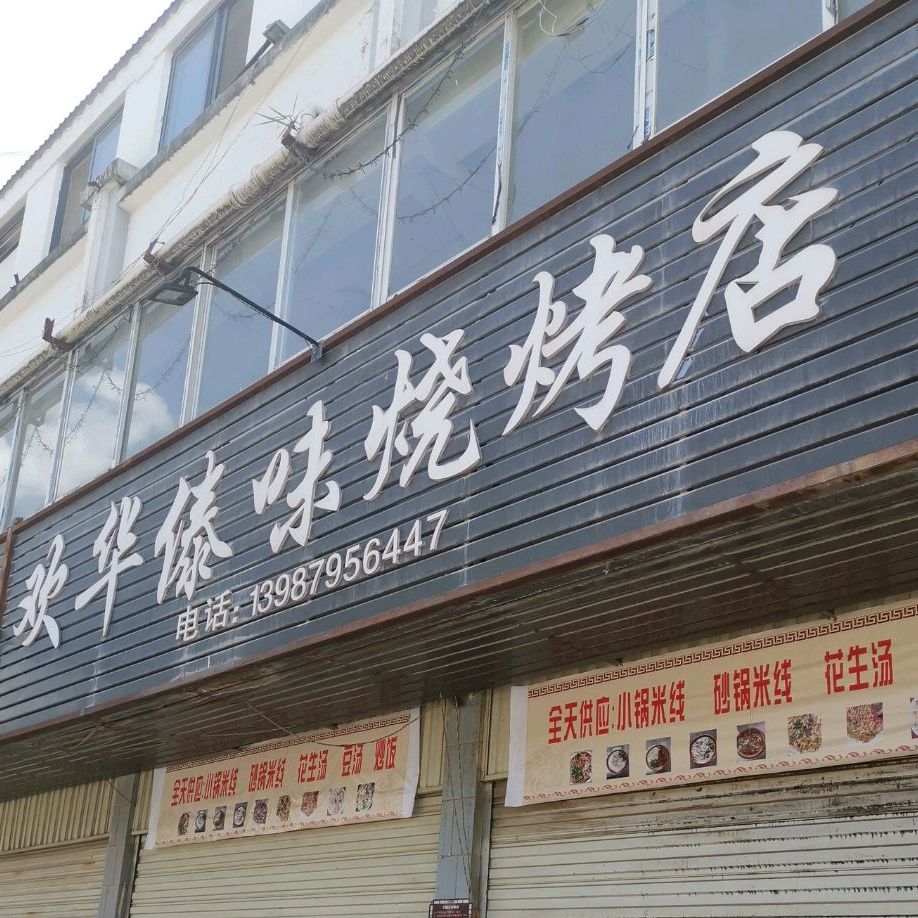 欢华傣味烧烤店
电话:13987956447
全天供应:小锅米线 砂锅米线 花生汤 豆汤 炒饭
全天供应:小锅米线 砂锅米线 花生汤